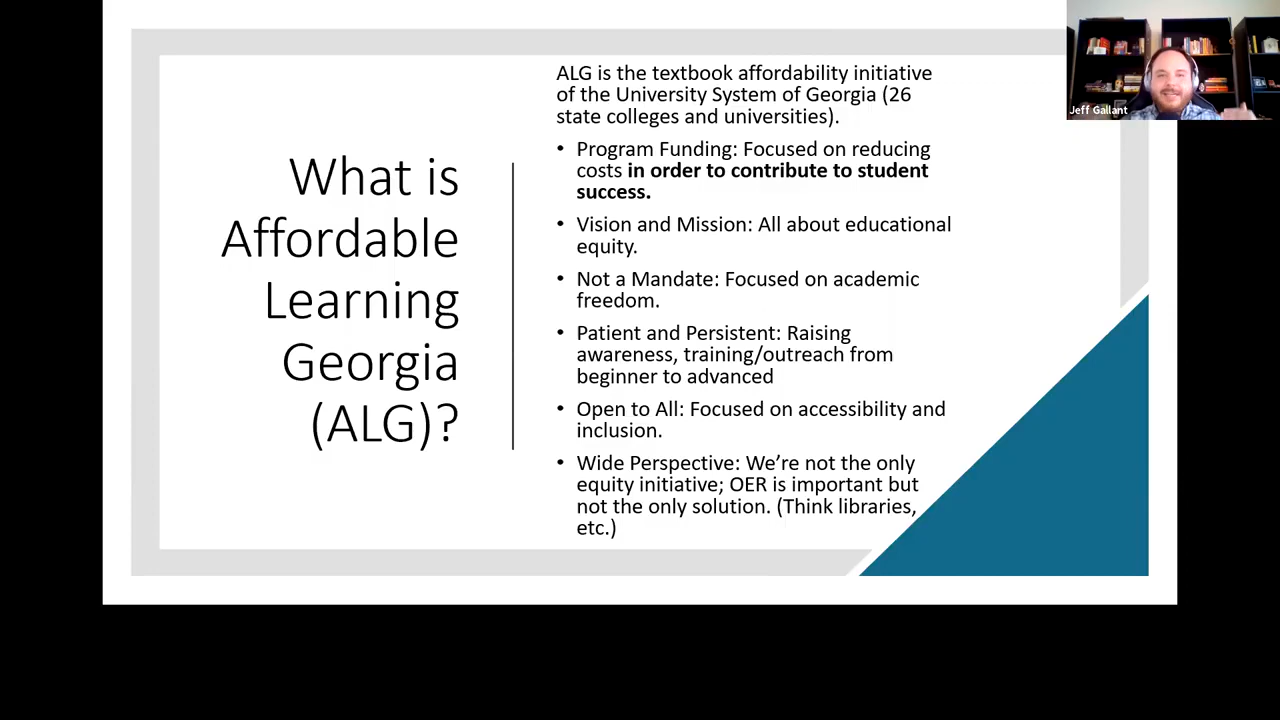 What is
Affordable
Learning
Georgia
(ALG)?
ALG is the textbook affordability initiative
of the University System of Georgia (26
state colleges and universities).
• Program Funding: Focused on reducing
costs in order to contribute to student
success.
• Vision and Mission: All about educational
equity.
• Not a Mandate: Focused on academic
freedom.
• Patient and Persistent: Raising
awareness, training/outreach from
beginner to advanced
• Open to All: Focused on accessibility and
inclusion.
• Wide Perspective: We’re not the only
equity initiative; OER is important but
not the only solution. (Think libraries,
etc.)
Jeff Gallant